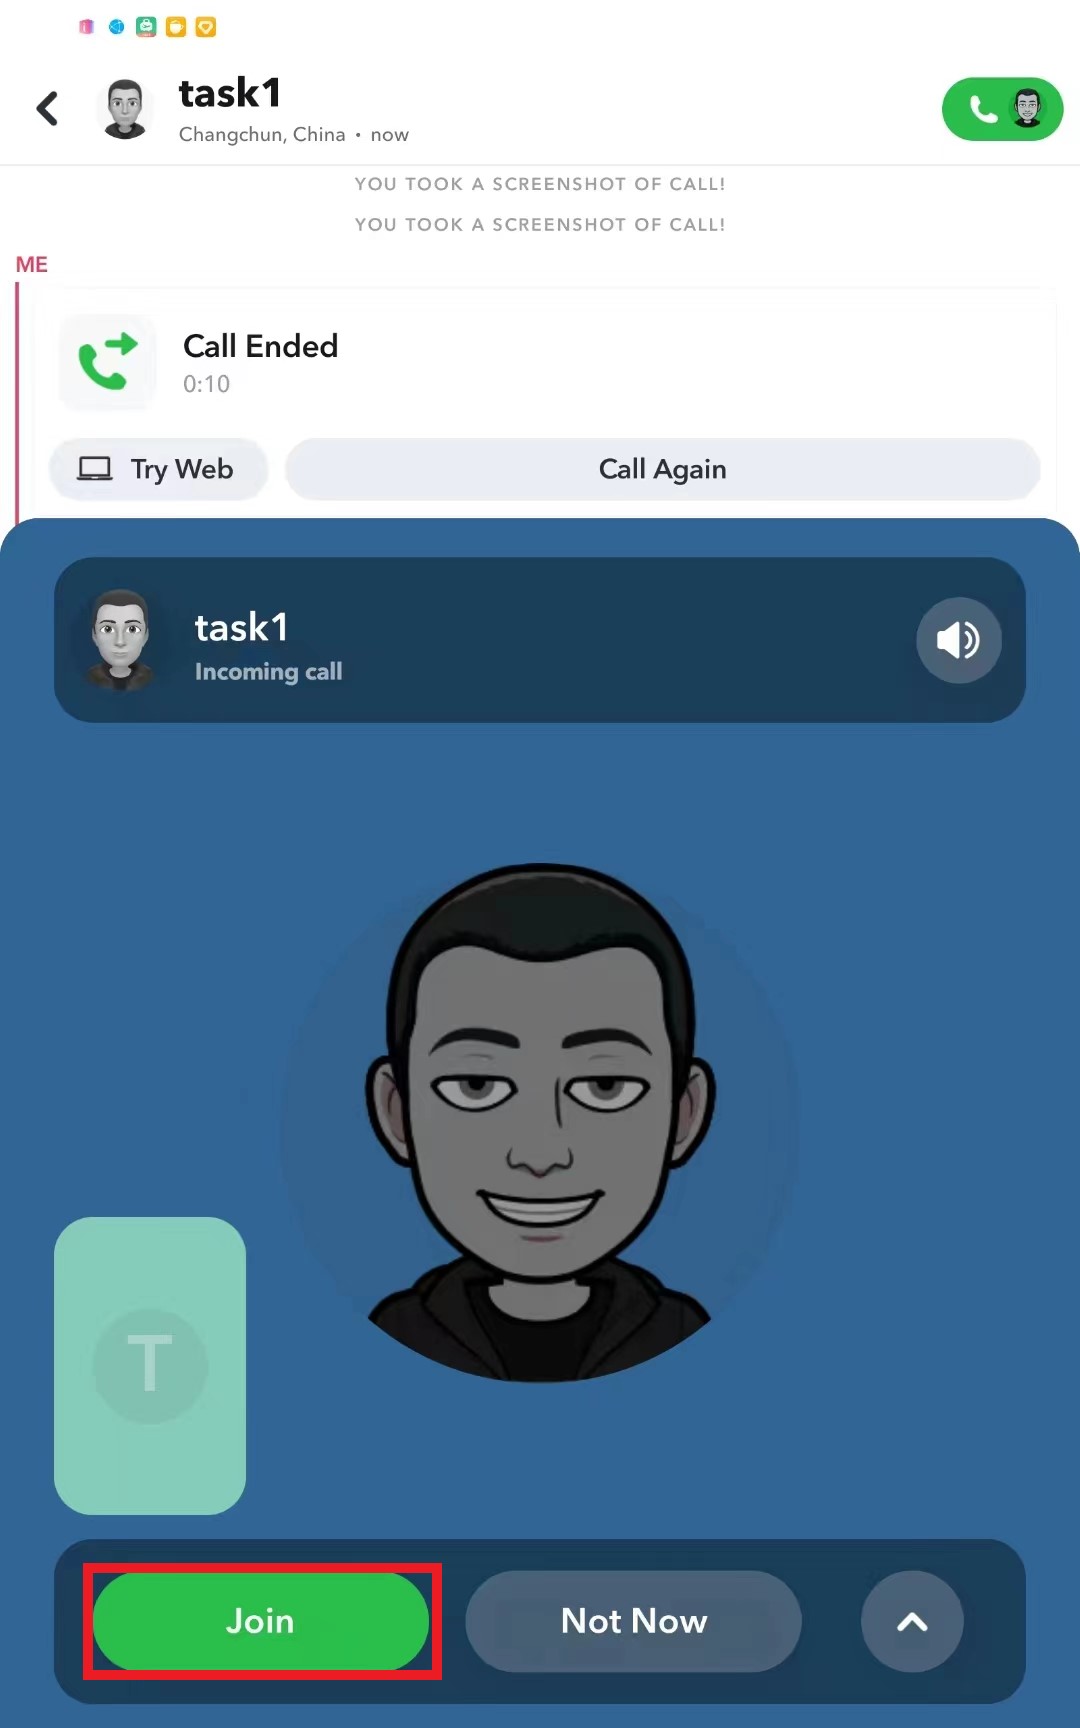 task1
Changchun, China • now
YOU TOOK A SCREENSHOT OF CALL!
YOU TOOK A SCREENSHOT OF CALL!
ME
Call Ended
0:10
Try Web
Call Again
task1
Incoming call
T
Join
Not Now